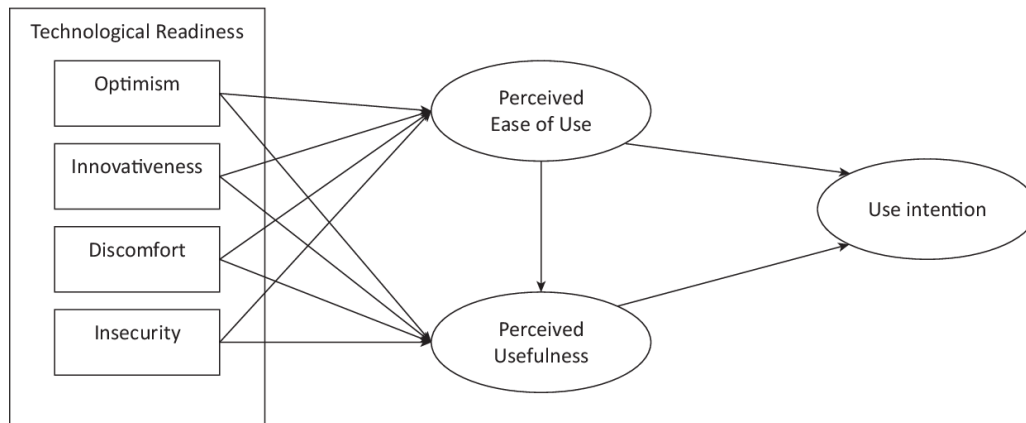 Technological Readiness
Optimism
Innovativeness
Discomfort
Insecurity
Perceived
Ease of Use
Perceived
Usefulness
Use intention